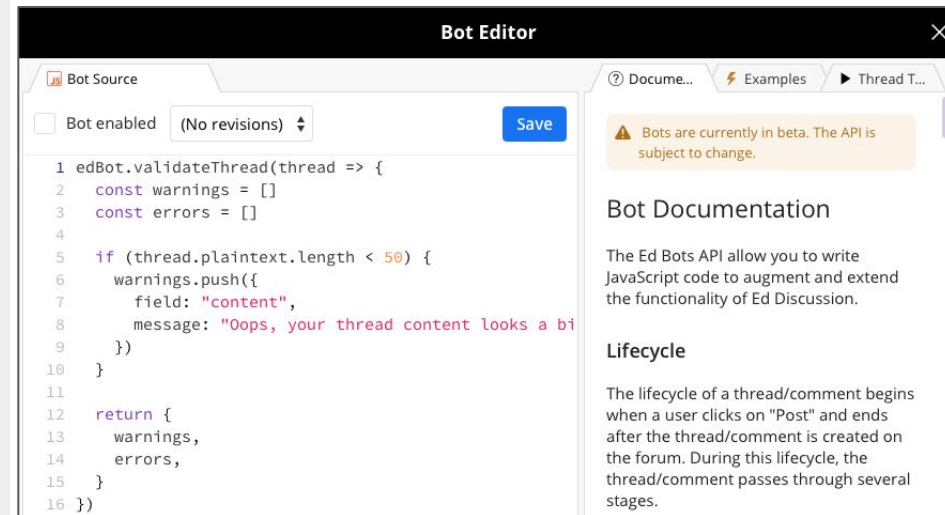 Bot Editor
JS Bot Source
Docume...
Examples
Thread T...
Bot enabled
(No revisions)
Save
1 edBot.validateThread(thread => {
2   const warnings = []
3   const errors = []
4
5   if (thread.plaintext.length < 50) {
6     warnings.push({
7       field: "content",
8       message: "Oops, your thread content looks a bi
9     })
10   }
11
12   return {
13     warnings,
14     errors,
15   }
16 })
Bots are currently in beta. The API is
subject to change.
Bot Documentation
The Ed Bots API allow you to write
JavaScript code to augment and extend
the functionality of Ed Discussion.
Lifecycle
The lifecycle of a thread/comment begins
when a user clicks on "Post" and ends
after the thread/comment is created on
the forum. During this lifecycle, the
thread/comment passes through several
stages.